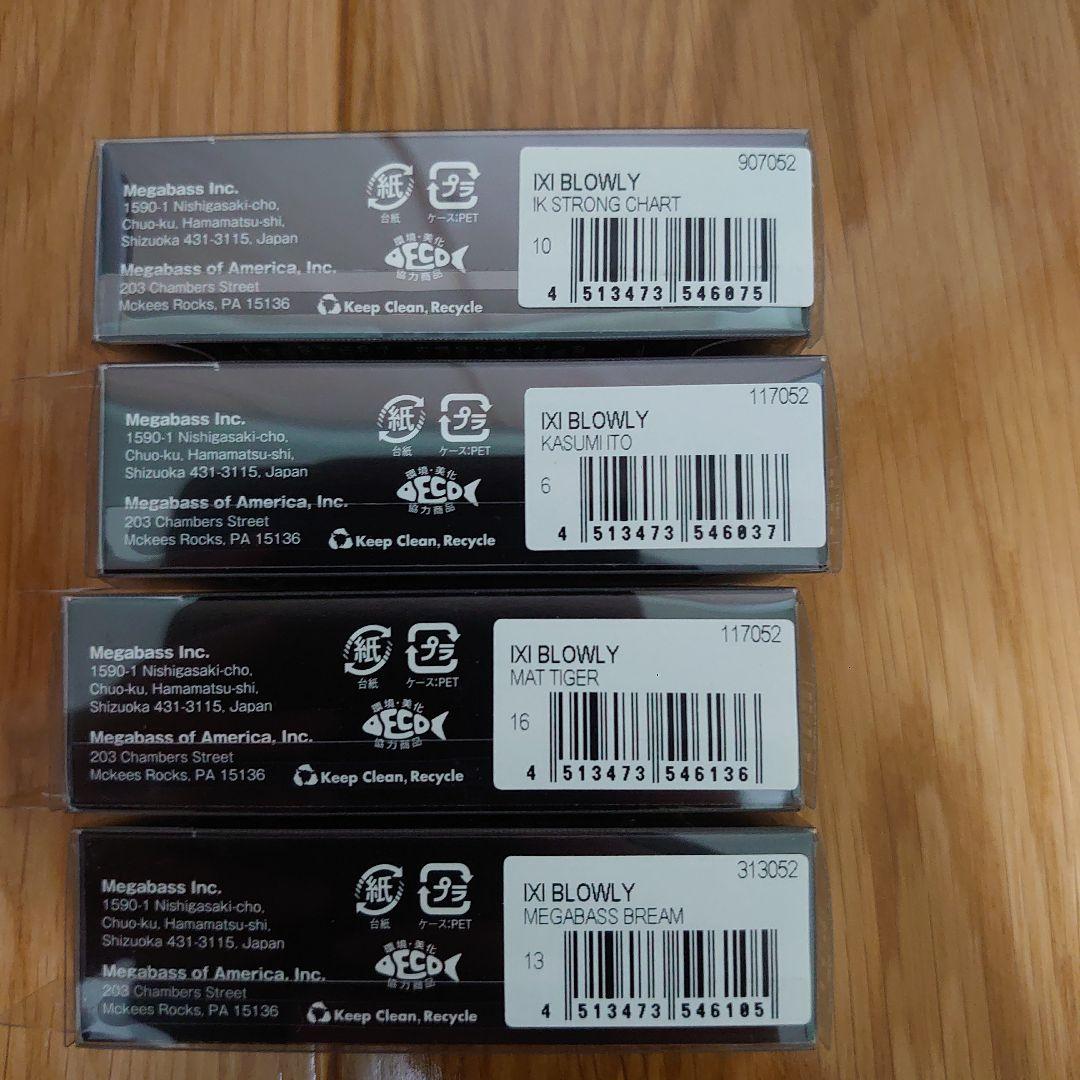 Megabass Inc.
1590-1 Nishigasaki-cho,
Chuo-ku, Hamamatsu-shi,
Shizuoka 431-3115, Japan
Megabass of America, Inc.
203 Chambers Street
Mckees Rocks, PA 15136
紙
台紙
プラ
ケース:PET
環境・美化
DECO
協力商品
Keep Clean, Recycle
907052
IXI BLOWLY
IK STRONG CHART
10
4 513473 546075
Megabass Inc.
1590-1 Nishigasaki-cho,
Chuo-ku, Hamamatsu-shi,
Shizuoka 431-3115, Japan
Megabass of America, Inc.
203 Chambers Street
Mckees Rocks, PA 15136
紙
台紙
プラ
ケース:PET
環境・美化
DECO
協力商品
Keep Clean, Recycle
117052
IXI BLOWLY
KASUMI ITO
6
4 513473 546037
Megabass Inc.
1590-1 Nishigasaki-cho,
Chuo-ku, Hamamatsu-shi,
Shizuoka 431-3115, Japan
Megabass of America, Inc.
203 Chambers Street
Mckees Rocks, PA 15136
紙
台紙
プラ
ケース:PET
環境・美化
DECO
協力商品
Keep Clean, Recycle
117052
IXI BLOWLY
MAT TIGER
16
4 513473 546136
Megabass Inc.
1590-1 Nishigasaki-cho,
Chuo-ku, Hamamatsu-shi,
Shizuoka 431-3115, Japan
Megabass of America, Inc.
203 Chambers Street
Mckees Rocks, PA 15136
紙
台紙
プラ
ケース:PET
環境・美化
DECO
協力商品
Keep Clean, Recycle
313052
IXI BLOWLY
MEGABASS BREAM
13
4 513473 546105